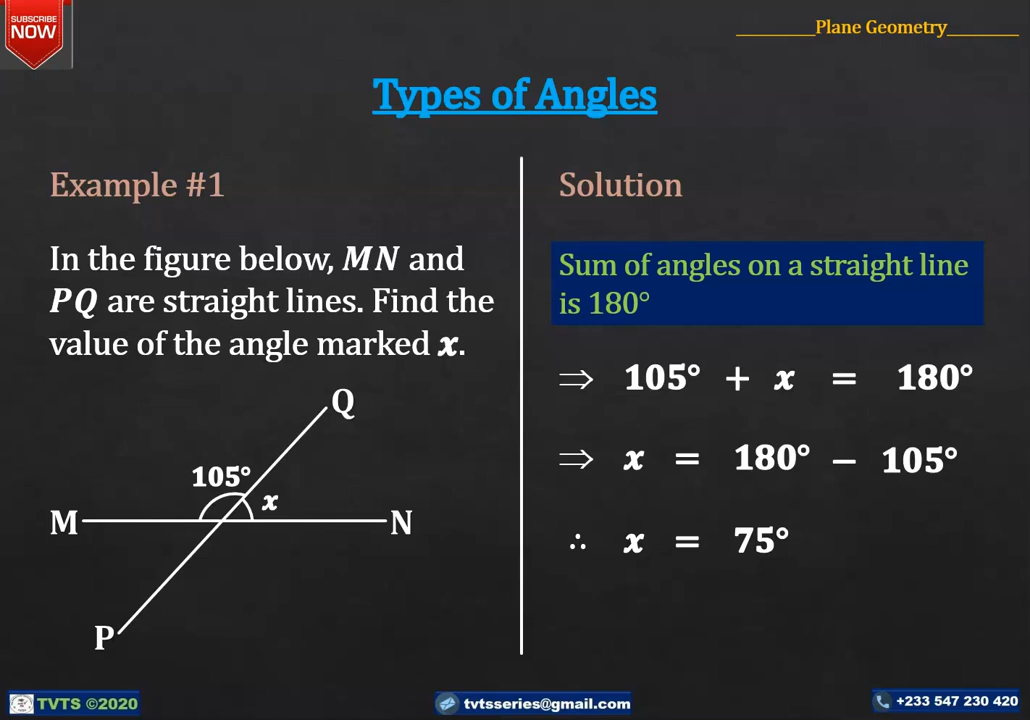 SUBSCRIBE
NOW
__________Plane Geometry_________
Types of Angles
Example #1
In the figure below, MN and
PQ are straight lines. Find the
value of the angle marked x.
Q
105°
x
M
N
P
Solution
Sum of angles on a straight line
is 180°
⇒ 105° + x = 180°
⇒ x = 180° − 105°
∴ x = 75°
TVTS ©2020
tvtsseries@gmail.com
+233 547 230 420